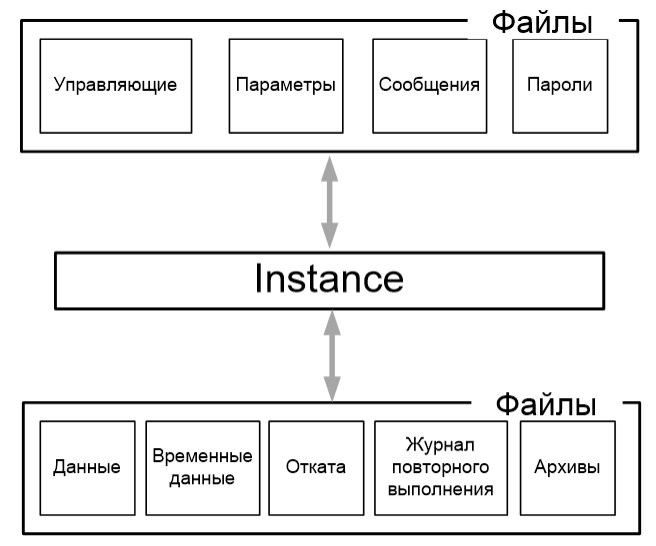 Файлы
Управляющие
Параметры
Сообщения
Пароли
Instance
Файлы
Данные
Временные
данные
Отката
Журнал
повторного
выполнения
Архивы